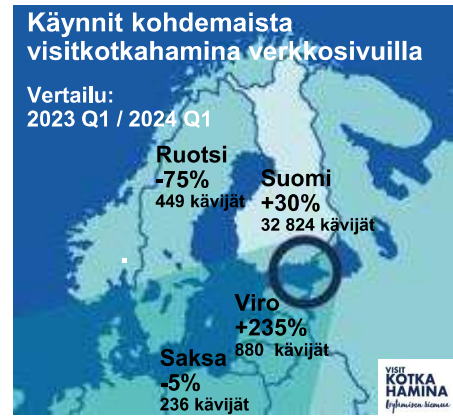 Käynnit kohdemaista
visitkotkahamina verkkosivuilla
Vertailu:
2023 Q1 / 2024 Q1
Ruotsi
-75%
449 kävijät
Suomi
+30%
32 824 kävijät
Viro
+235%
880 kävijät
Saksa
-5%
236 kävijät
VISIT
KOTKA
HAMINA